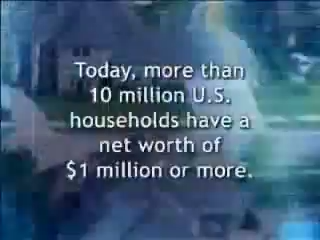 Today, more than
10 million U.S.
households have a
net worth of
$1 million or more.